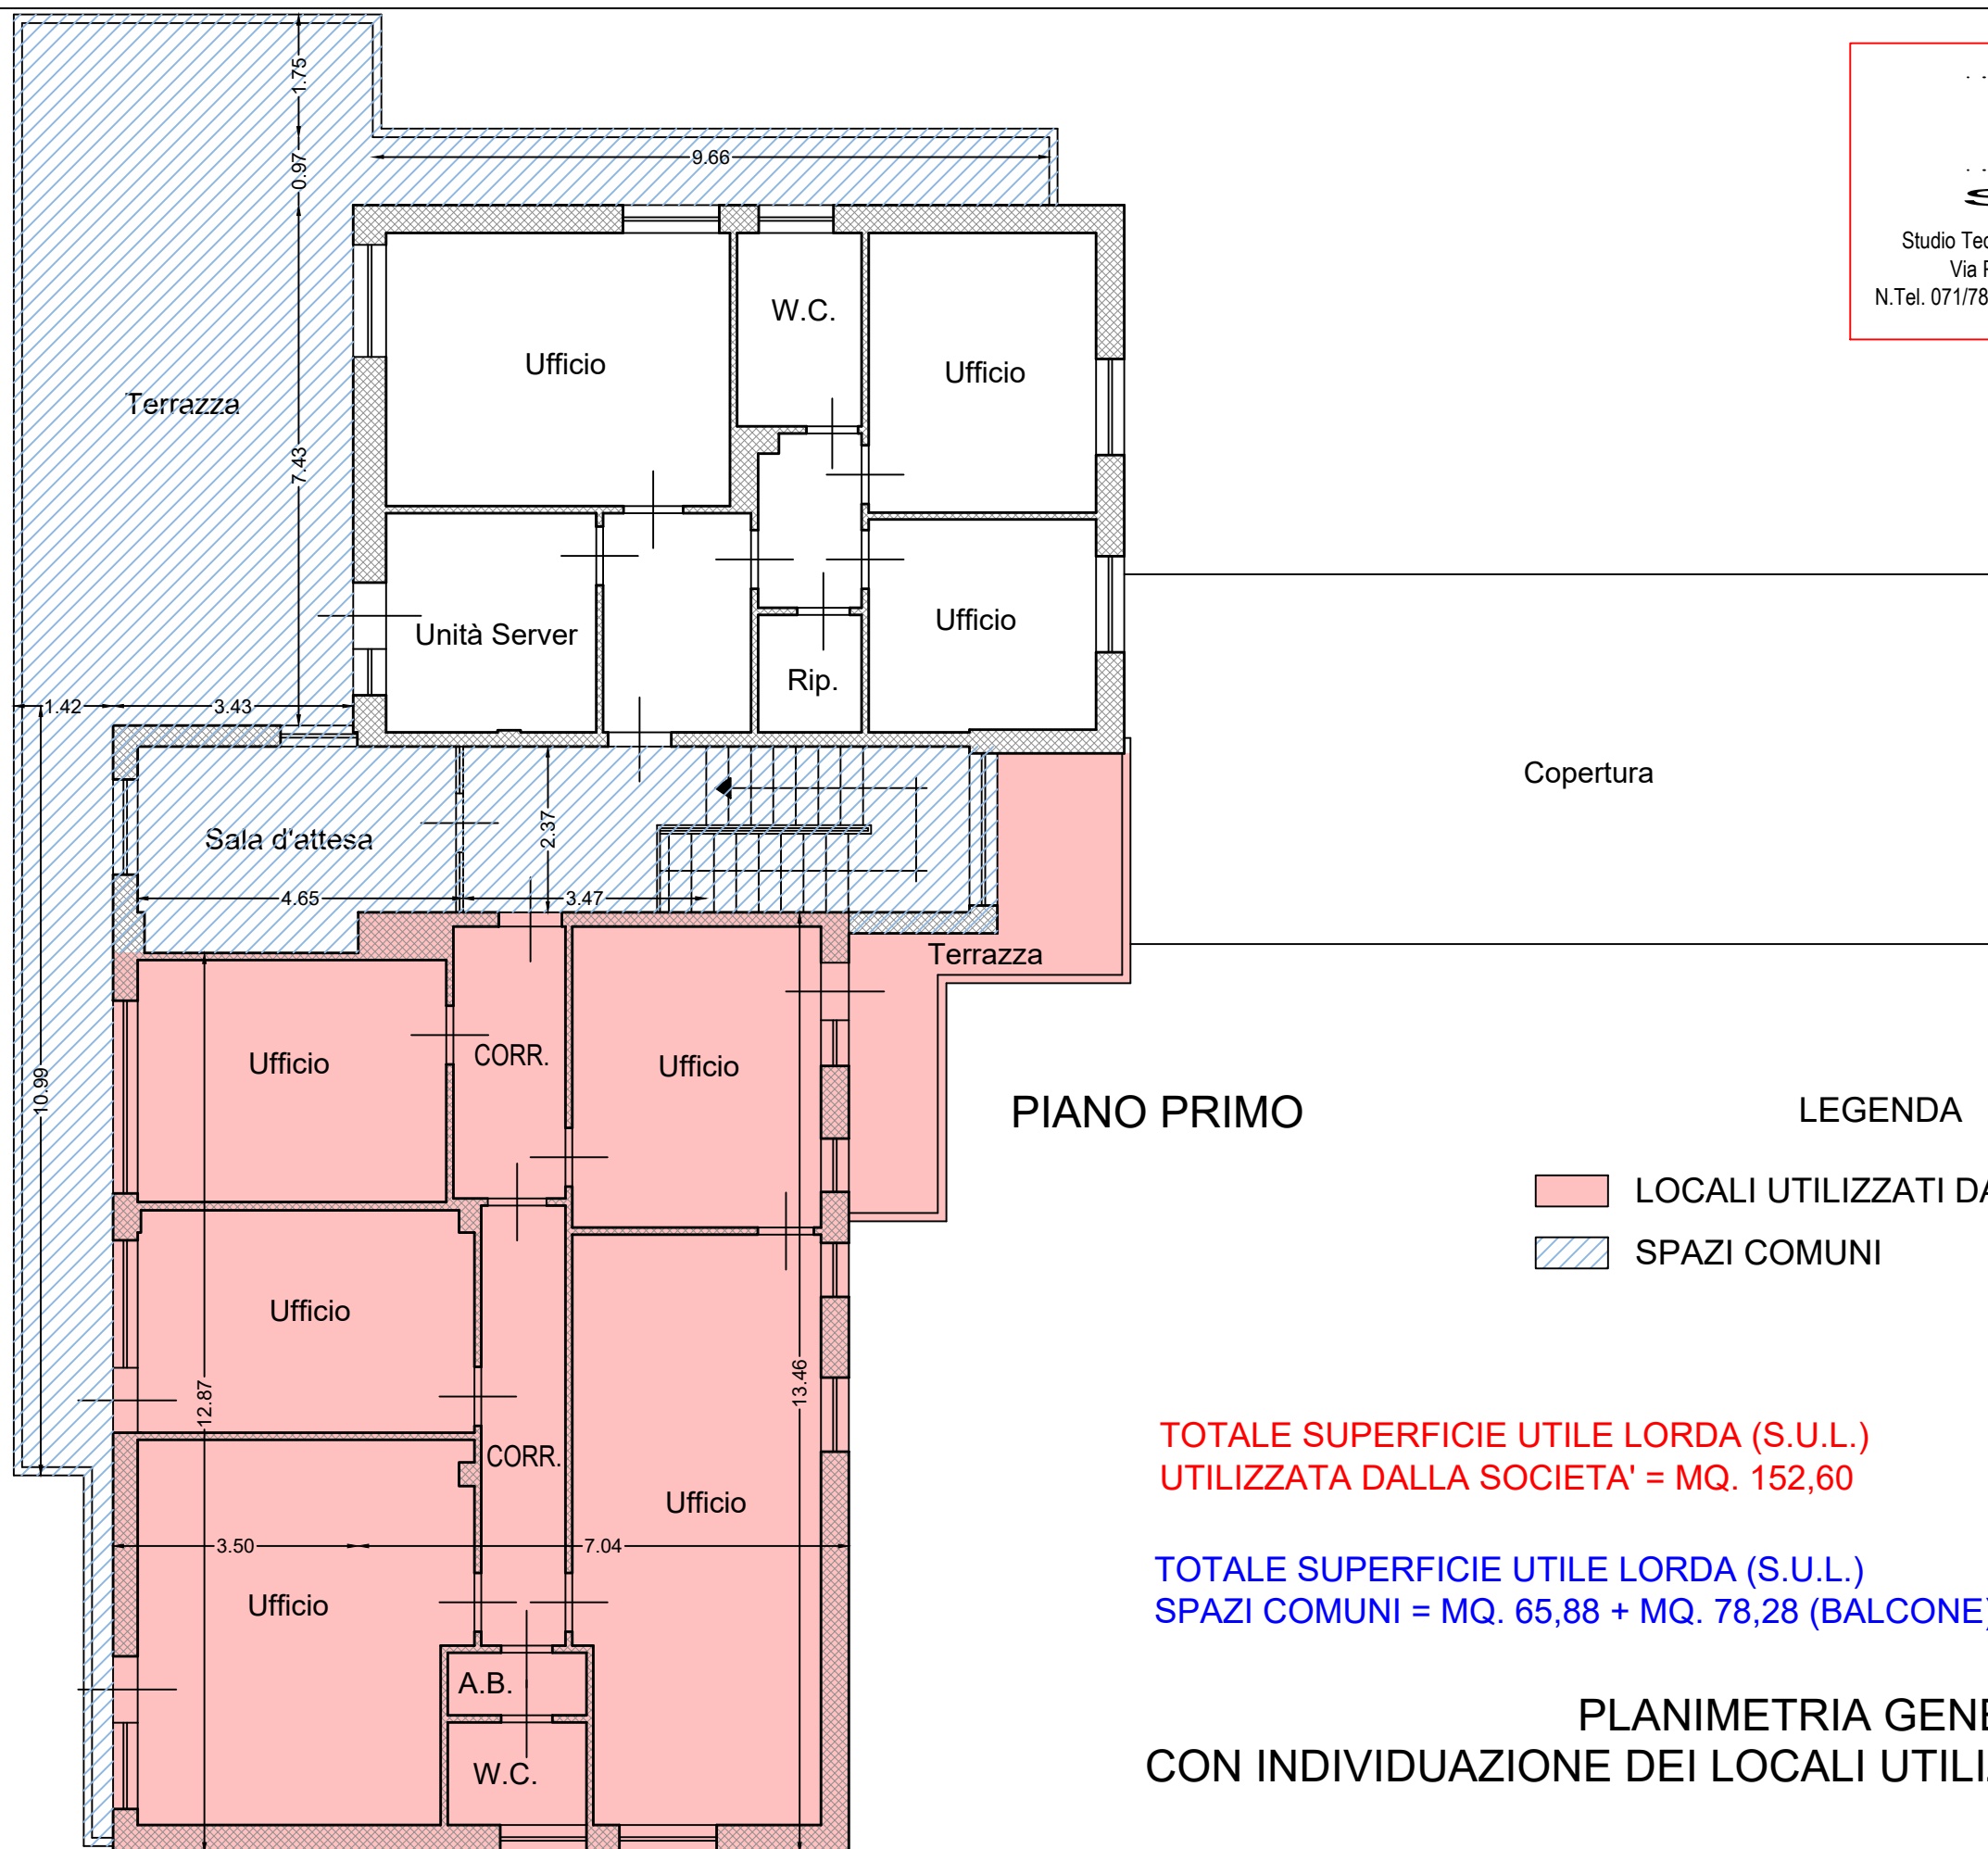 1.75
0.97
9.66
Studio Tec
Via
N.Tel. 071/78
W.C.
Ufficio
Ufficio
Terrazza
7.43
Ufficio
Unità Server
Rip.
1.42
3.43
Copertura
2.37
Sala d'attesa
4.65
3.47
Terrazza
Ufficio
CORR.
Ufficio
10.99
PIANO PRIMO
LEGENDA
LOCALI UTILIZZATI DA
SPAZI COMUNI
Ufficio
12.87
13.46
CORR.
TOTALE SUPERFICIE UTILE LORDA (S.U.L.)
UTILIZZATA DALLA SOCIETA' = MQ. 152,60
Ufficio
3.50
7.04
TOTALE SUPERFICIE UTILE LORDA (S.U.L.)
SPAZI COMUNI = MQ. 65,88 + MQ. 78,28 (BALCONE)
Ufficio
A.B.
W.C.
PLANIMETRIA GENE
CON INDIVIDUAZIONE DEI LOCALI UTILI